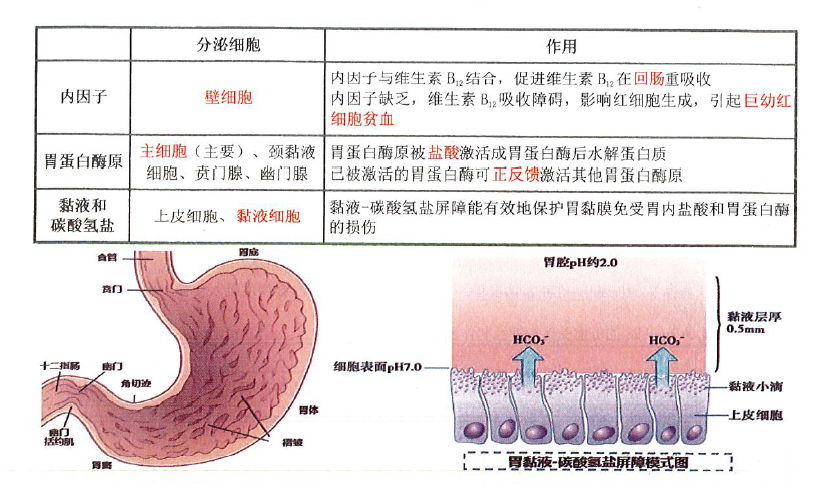 分泌细胞
作用
内因子
壁细胞
内因子与维生素 B₁₂结合，促进维生素 B₁₂在回肠重吸收
内因子缺乏，维生素 B₁₂吸收障碍，影响红细胞生成，引起巨幼红
细胞贫血
胃蛋白酶原
主细胞（主要）、颈黏液
细胞、贲门腺、幽门腺
胃蛋白酶原被盐酸激活成胃蛋白酶后水解蛋白质
已被激活的胃蛋白酶可正反馈激活其他胃蛋白酶原
黏液和
碳酸氢盐
上皮细胞、黏液细胞
黏液-碳酸氢盐屏障能有效地保护胃黏膜免受胃内盐酸和胃蛋白酶
的损伤
食管
胃底
贲门
十二指肠
幽门
角切迹
胃体
幽门
括约肌
褶皱
胃窦
胃腔pH约2.0
黏液层厚
0.5mm
HCO₃⁻
HCO₃⁻
细胞表面pH7.0
黏液小滴
上皮细胞
胃黏液-碳酸氢盐屏障模式图